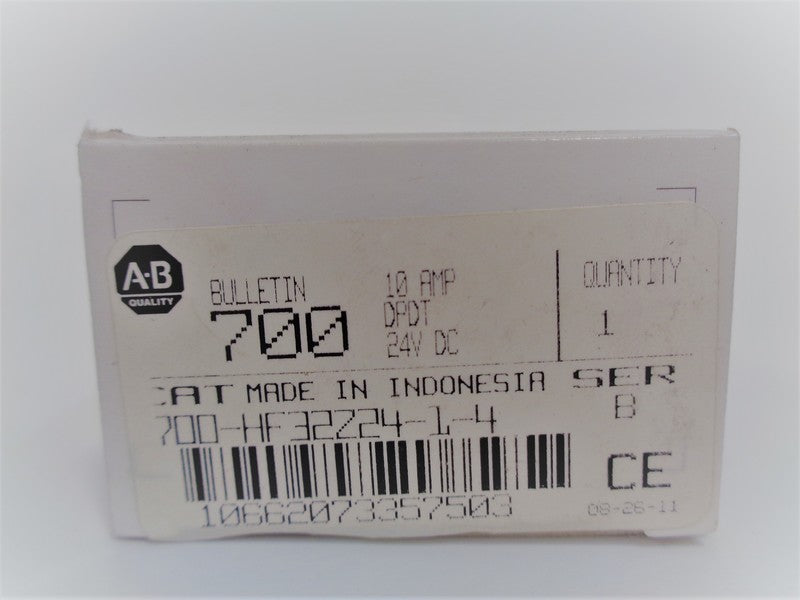 A·B
QUALITY
BULLETIN
700
10 AMP
DPDT
24V DC
QUANTITY
1
CAT MADE IN INDONESIA SER
700-HF32Z24-1-4
B
CE
10662073357503
08-26-11